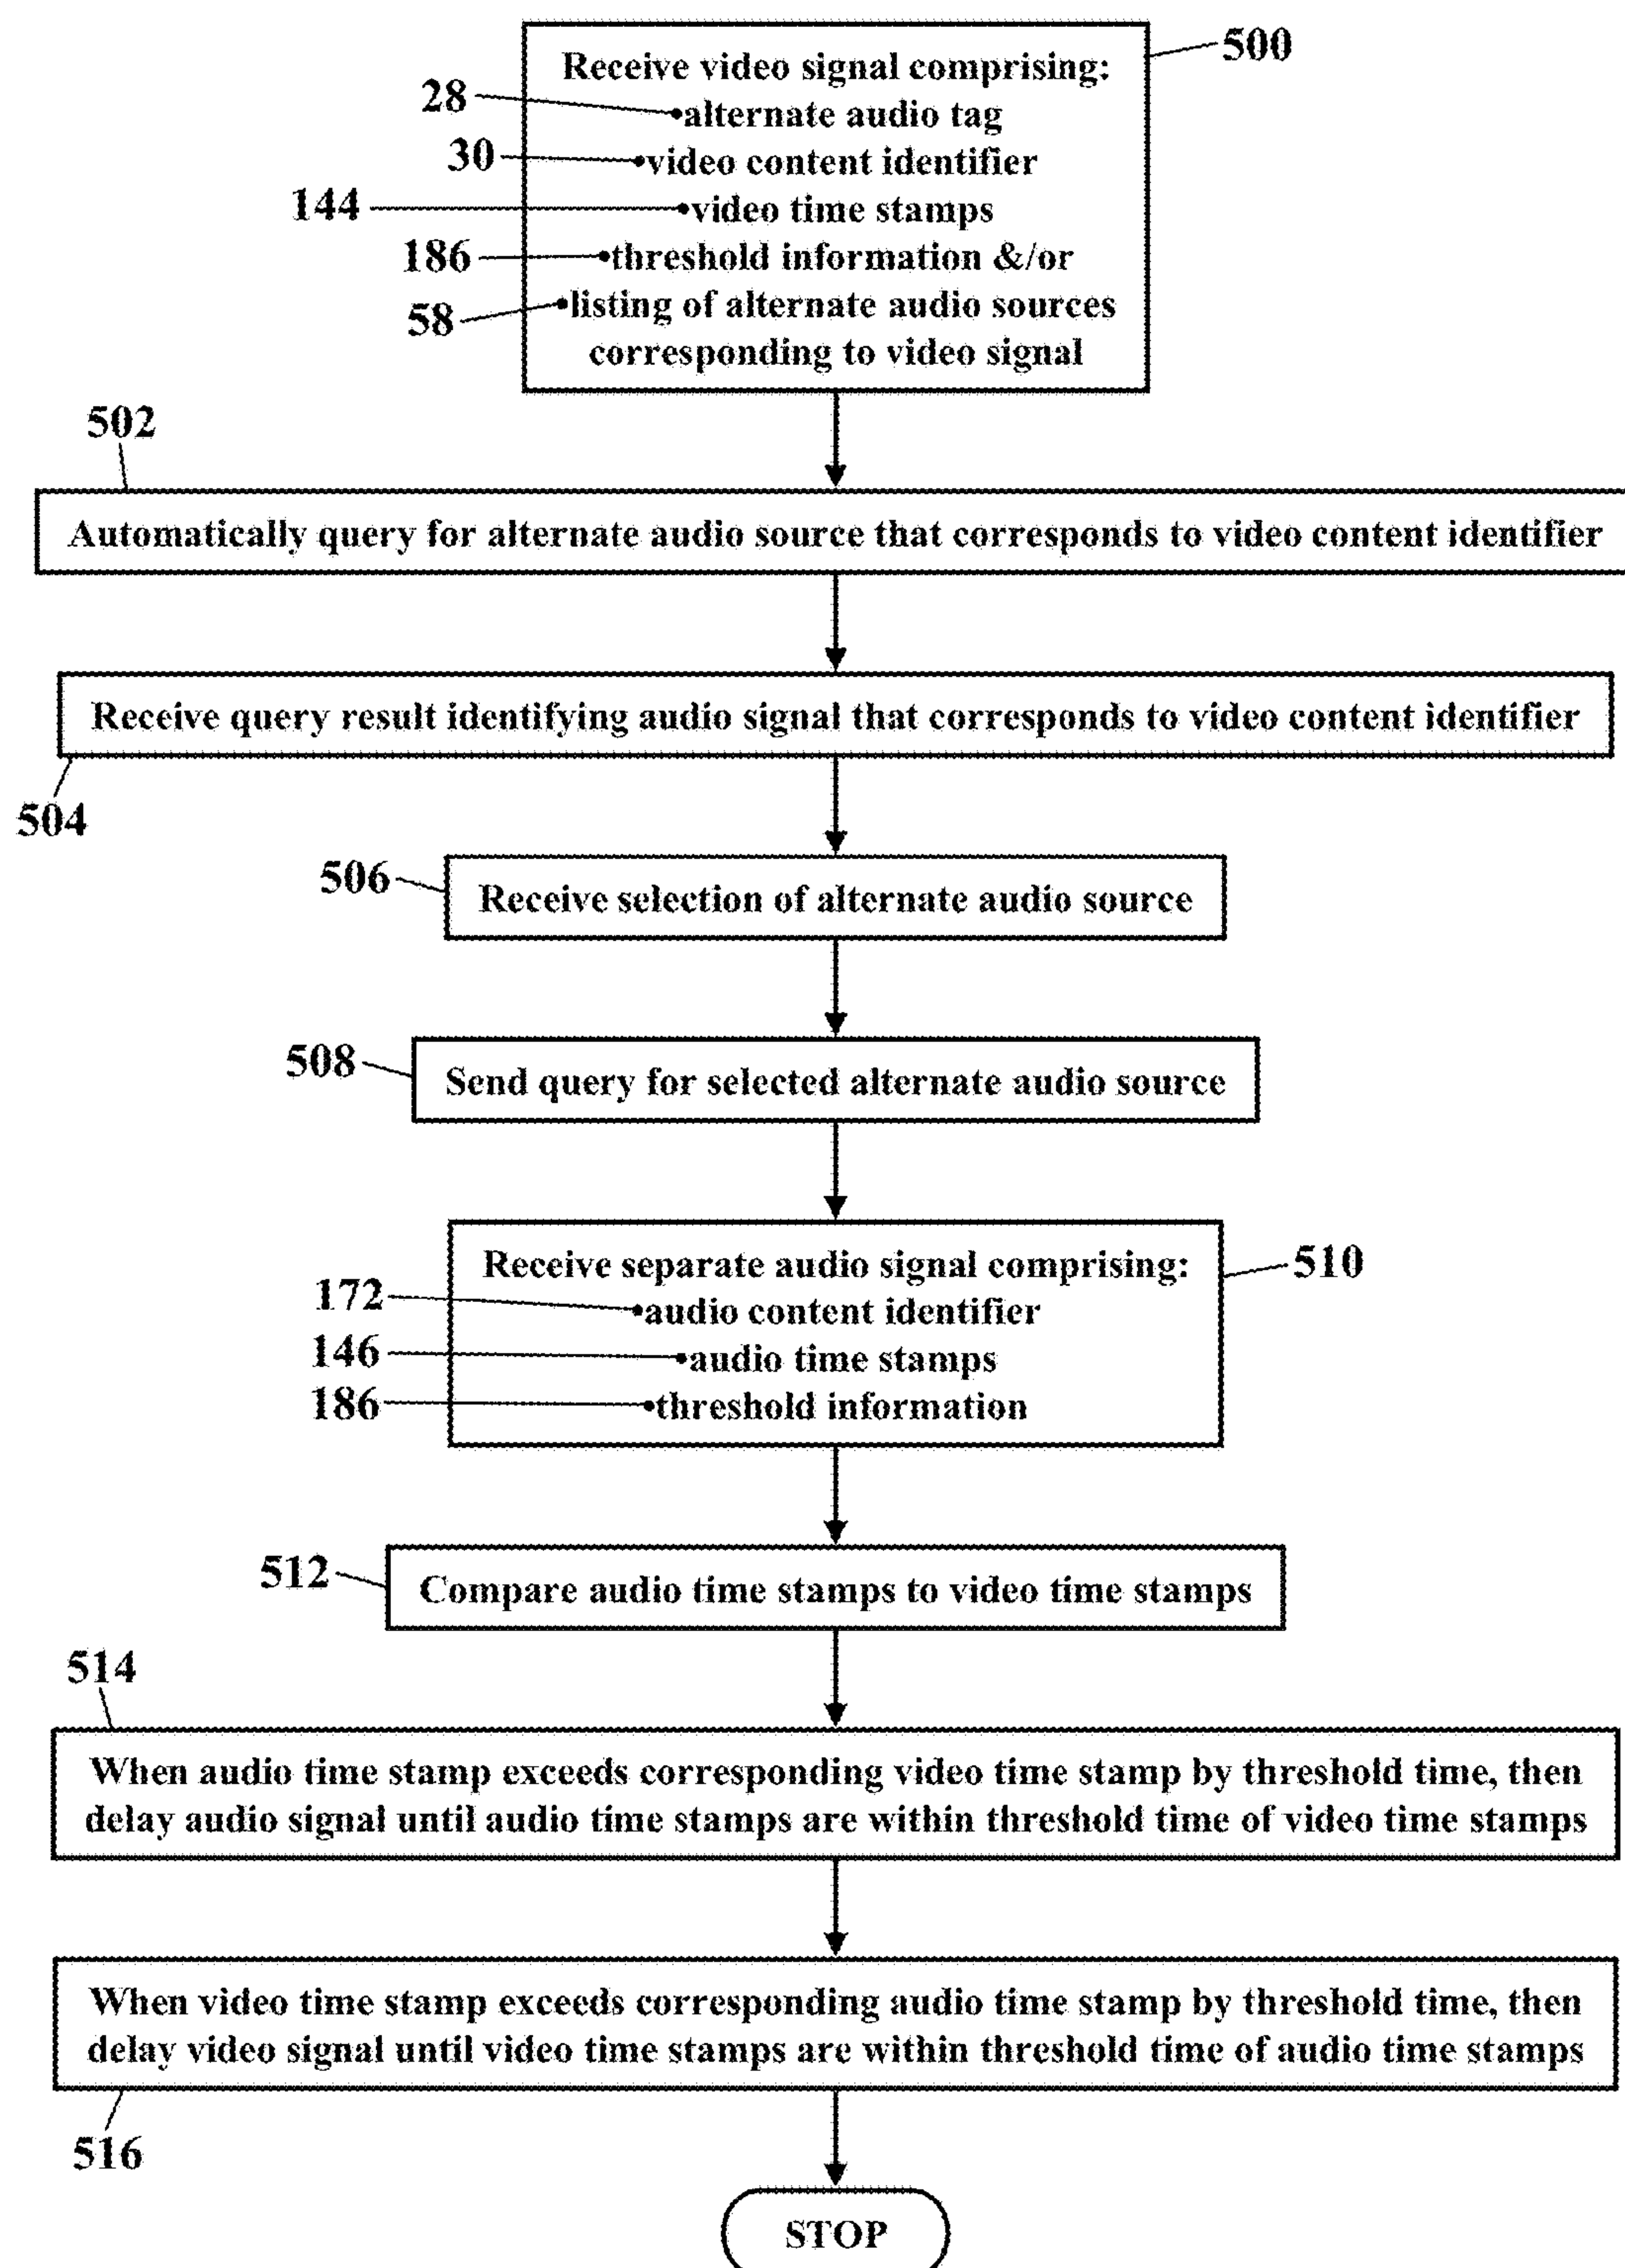 Receive video signal comprising:
500
28
•alternate audio tag
30
•video content identifier
144
•video time stamps
186
•threshold information &/or
58
•listing of alternate audio sources
corresponding to video signal
502
Automatically query for alternate audio source that corresponds to video content identifier
Receive query result identifying audio signal that corresponds to video content identifier
504
506
Receive selection of alternate audio source
508
Send query for selected alternate audio source
Receive separate audio signal comprising:
510
172
•audio content identifier
146
•audio time stamps
186
•threshold information
512
Compare audio time stamps to video time stamps
514
When audio time stamp exceeds corresponding video time stamp by threshold time, then
delay audio signal until audio time stamps are within threshold time of video time stamps
When video time stamp exceeds corresponding audio time stamp by threshold time, then
delay video signal until video time stamps are within threshold time of audio time stamps
516
STOP